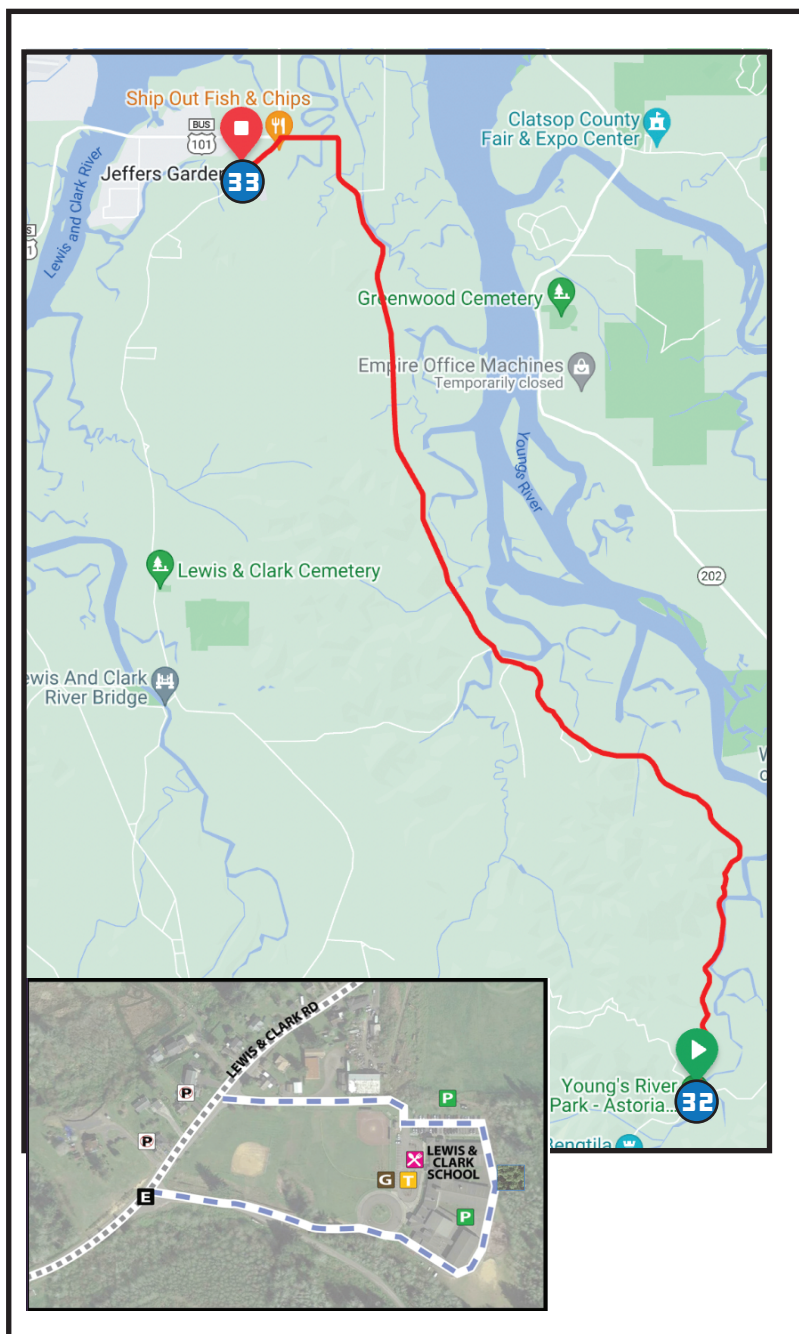 Ship Out Fish & Chips
BUS
101
Clatsop County
Fair & Expo Center
Jeffers Garden
33
Lewis and Clark River
S
1
Greenwood Cemetery
Empire Office Machines
Temporarily closed
Youngs River
202
Lewis & Clark Cemetery
ewis And Clark
River Bridge
W
c
Young's River
Park - Astoria...
32
Bengtila
LEWIS & CLARK RD
P
P
P
LEWIS &
CLARK
SCHOOL
G
T
E
P